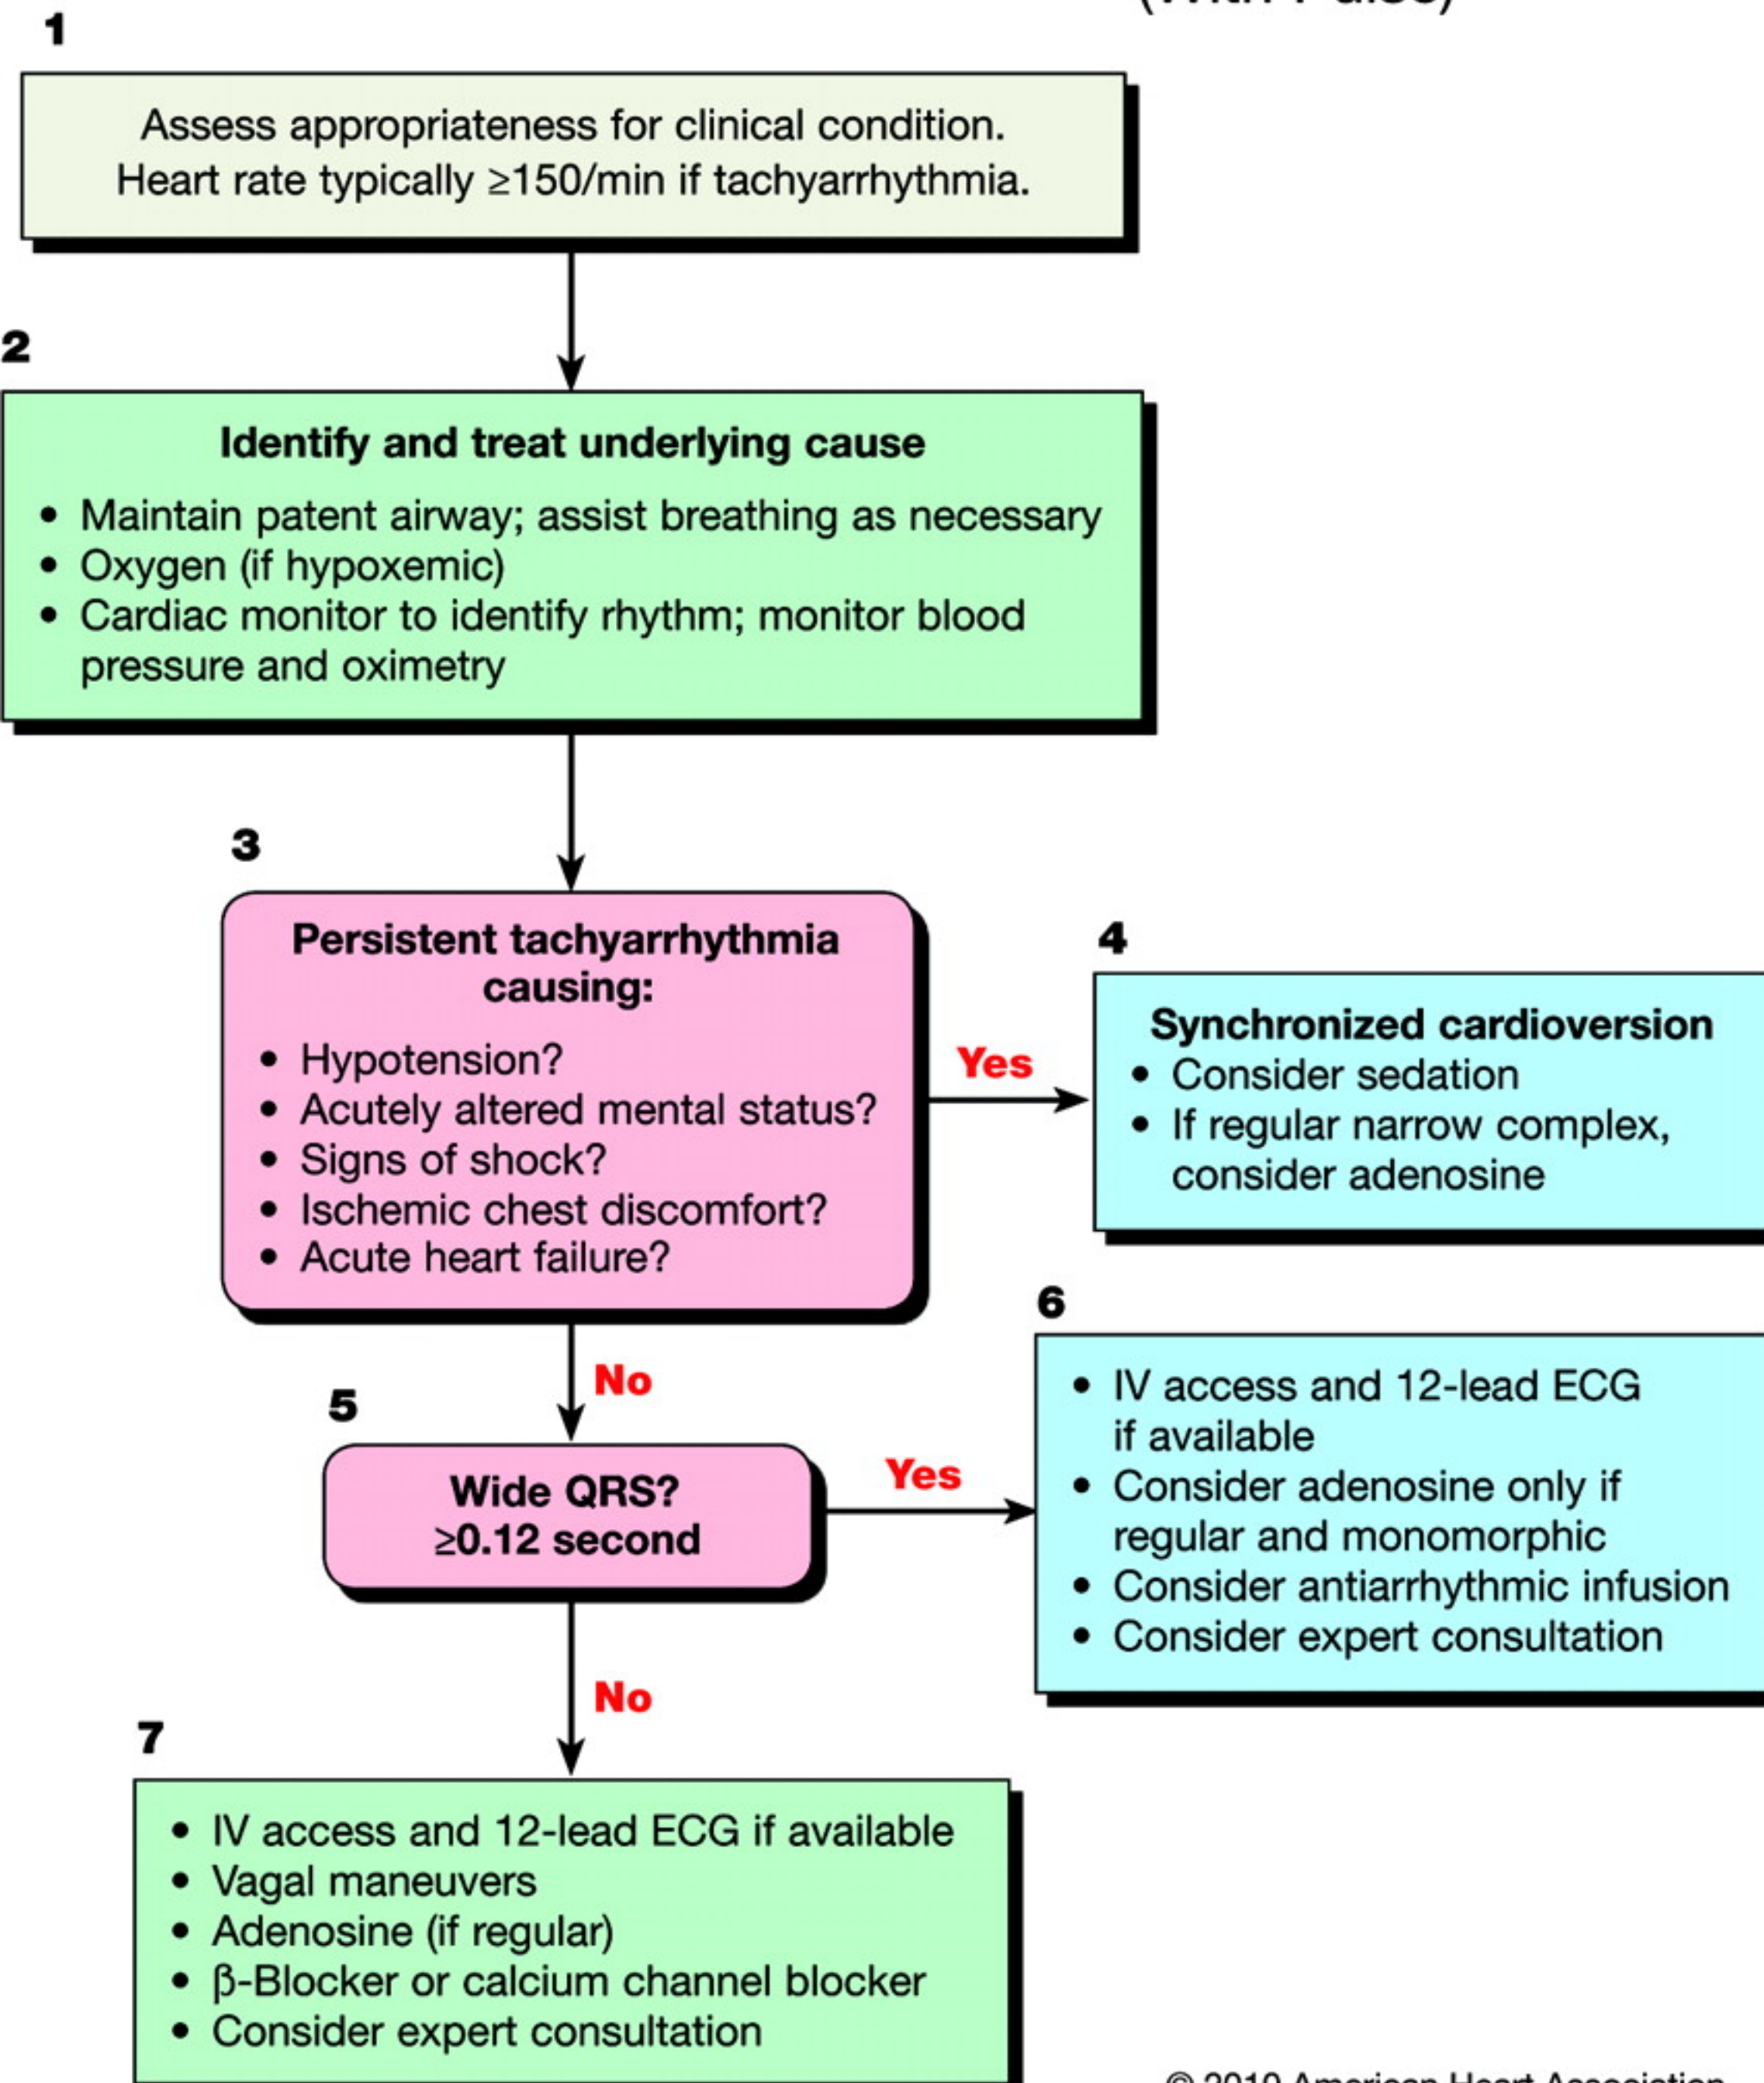 (With Pulse)
1
Assess appropriateness for clinical condition.
Heart rate typically ≥150/min if tachyarrhythmia.
2
Identify and treat underlying cause
• Maintain patent airway; assist breathing as necessary
• Oxygen (if hypoxemic)
• Cardiac monitor to identify rhythm; monitor blood
pressure and oximetry
3
Persistent tachyarrhythmia
causing:
• Hypotension?
• Acutely altered mental status?
• Signs of shock?
• Ischemic chest discomfort?
• Acute heart failure?
Yes
4
Synchronized cardioversion
• Consider sedation
• If regular narrow complex,
consider adenosine
No
5
Wide QRS?
≥0.12 second
Yes
6
• IV access and 12-lead ECG
if available
• Consider adenosine only if
regular and monomorphic
• Consider antiarrhythmic infusion
• Consider expert consultation
No
7
• IV access and 12-lead ECG if available
• Vagal maneuvers
• Adenosine (if regular)
• β-Blocker or calcium channel blocker
• Consider expert consultation
© 2010 American Heart Association